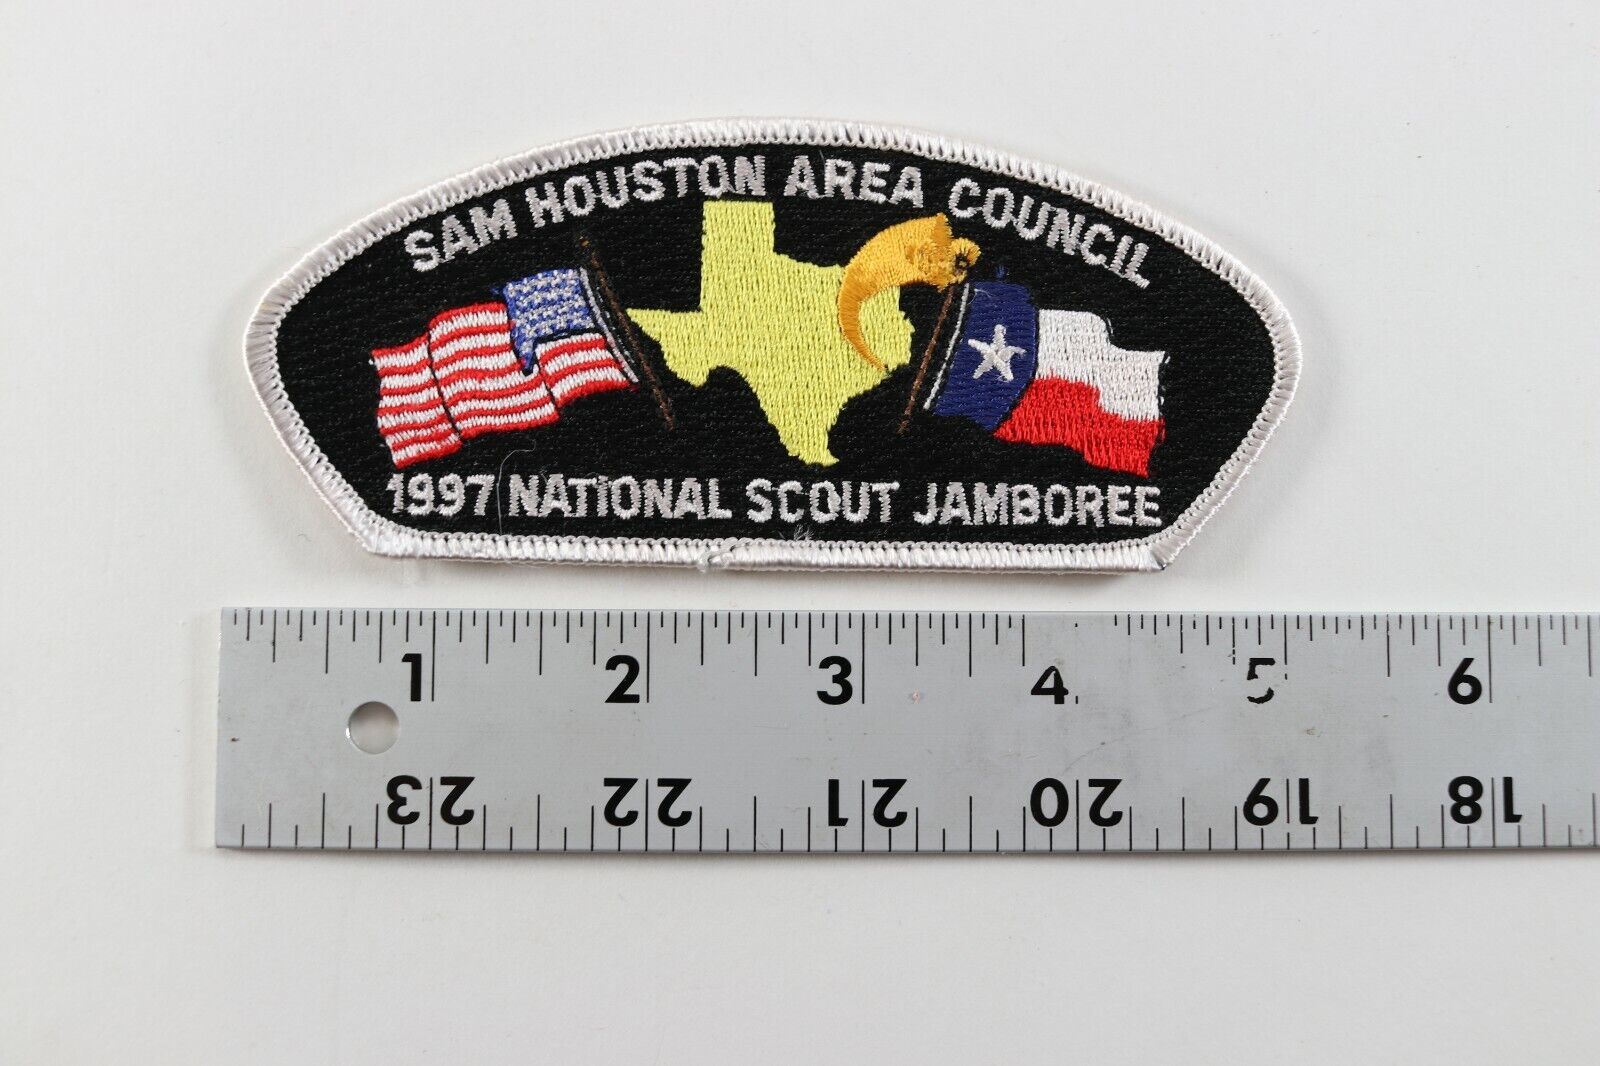 SAM HOUSTON AREA COUNCIL
1997 NATIONAL SCOUT JAMBOREE
1 2 3 4 5 6
23 22 21 20 19 18